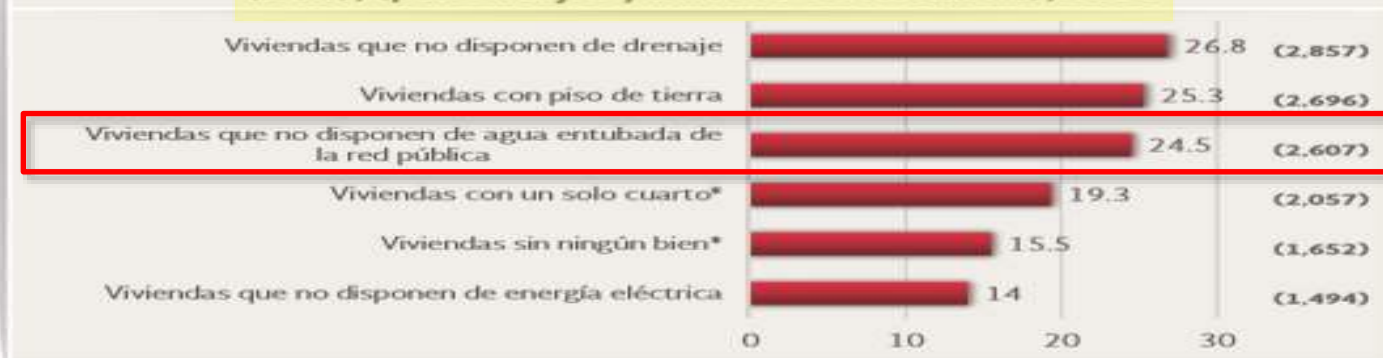 Viviendas que no disponen de drenaje 26.8 (2,857)
Viviendas con piso de tierra 25.3 (2,696)
Viviendas que no disponen de agua entubada de
la red pública 24.5 (2,607)
Viviendas con un solo cuarto* 19.3 (2,057)
Viviendas sin ningún bien* 15.5 (1,652)
Viviendas que no disponen de energía eléctrica 14 (1,494)
0 10 20 30